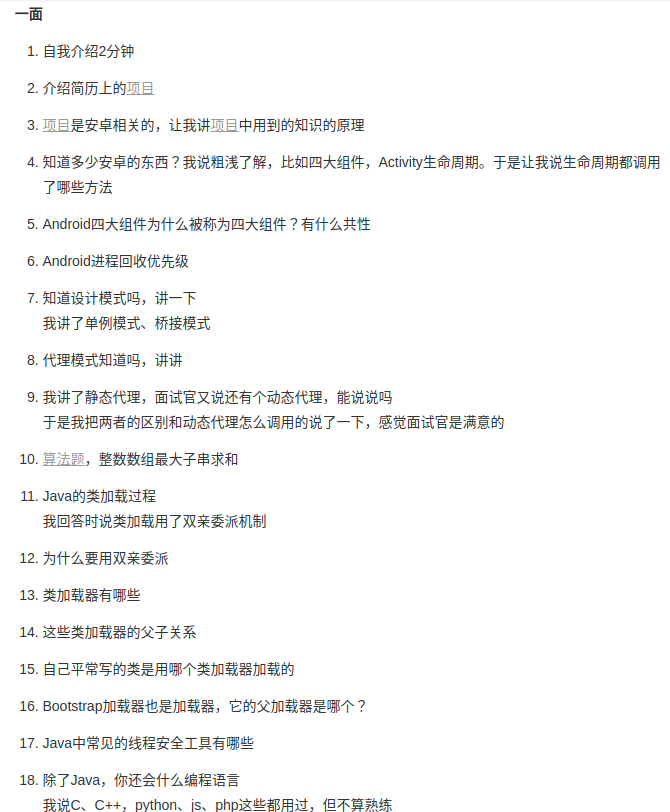 一面
1. 自我介绍2分钟
2. 介绍简历上的项目
3. 项目是安卓相关的，让我讲项目中用到的知识的原理
4. 知道多少安卓的东西？我说粗浅了解，比如四大组件，Activity生命周期。于是让我说生命周期都调用
了哪些方法
5. Android四大组件为什么被称为四大组件？有什么共性
6. Android进程回收优先级
7. 知道设计模式吗，讲一下
我讲了单例模式、桥接模式
8. 代理模式知道吗，讲讲
9. 我讲了静态代理，面试官又说还有个动态代理，能说说吗
于是我把两者的区别和动态代理怎么调用的说了一下，感觉面试官是满意的
10. 算法题，整数数组最大子串求和
11. Java的类加载过程
我回答时说类加载用了双亲委派机制
12. 为什么要用双亲委派
13. 类加载器有哪些
14. 这些类加载器的父子关系
15. 自己平常写的类是用哪个类加载器加载的
16. Bootstrap加载器也是加载器，它的父加载器是哪个？
17. Java中常见的线程安全工具有哪些
18. 除了Java，你还会什么编程语言
我说C、C++，python、js、php这些都用过，但不算熟练